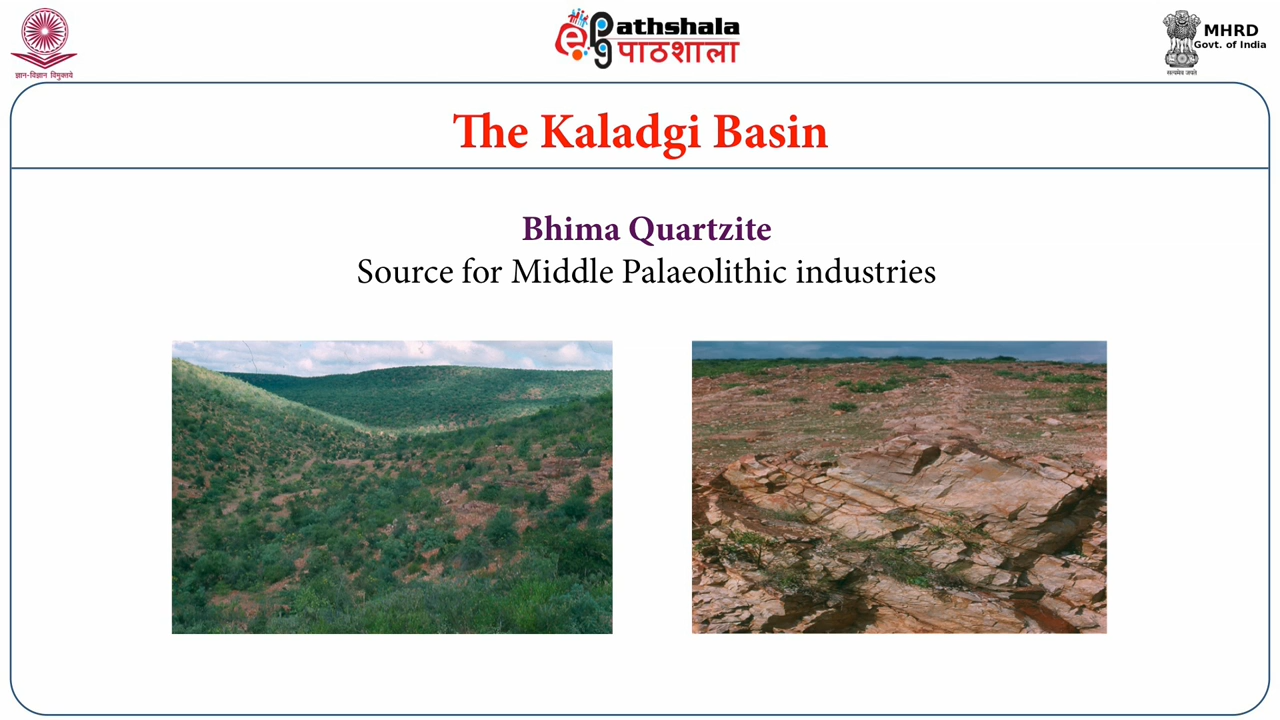 ज्ञान-विज्ञान विमुक्तये
e PG Pathshala
पाठशाला
सत्यमेव जयते
MHRD
Govt. of India
The Kaladgi Basin
Bhima Quartzite
Source for Middle Palaeolithic industries